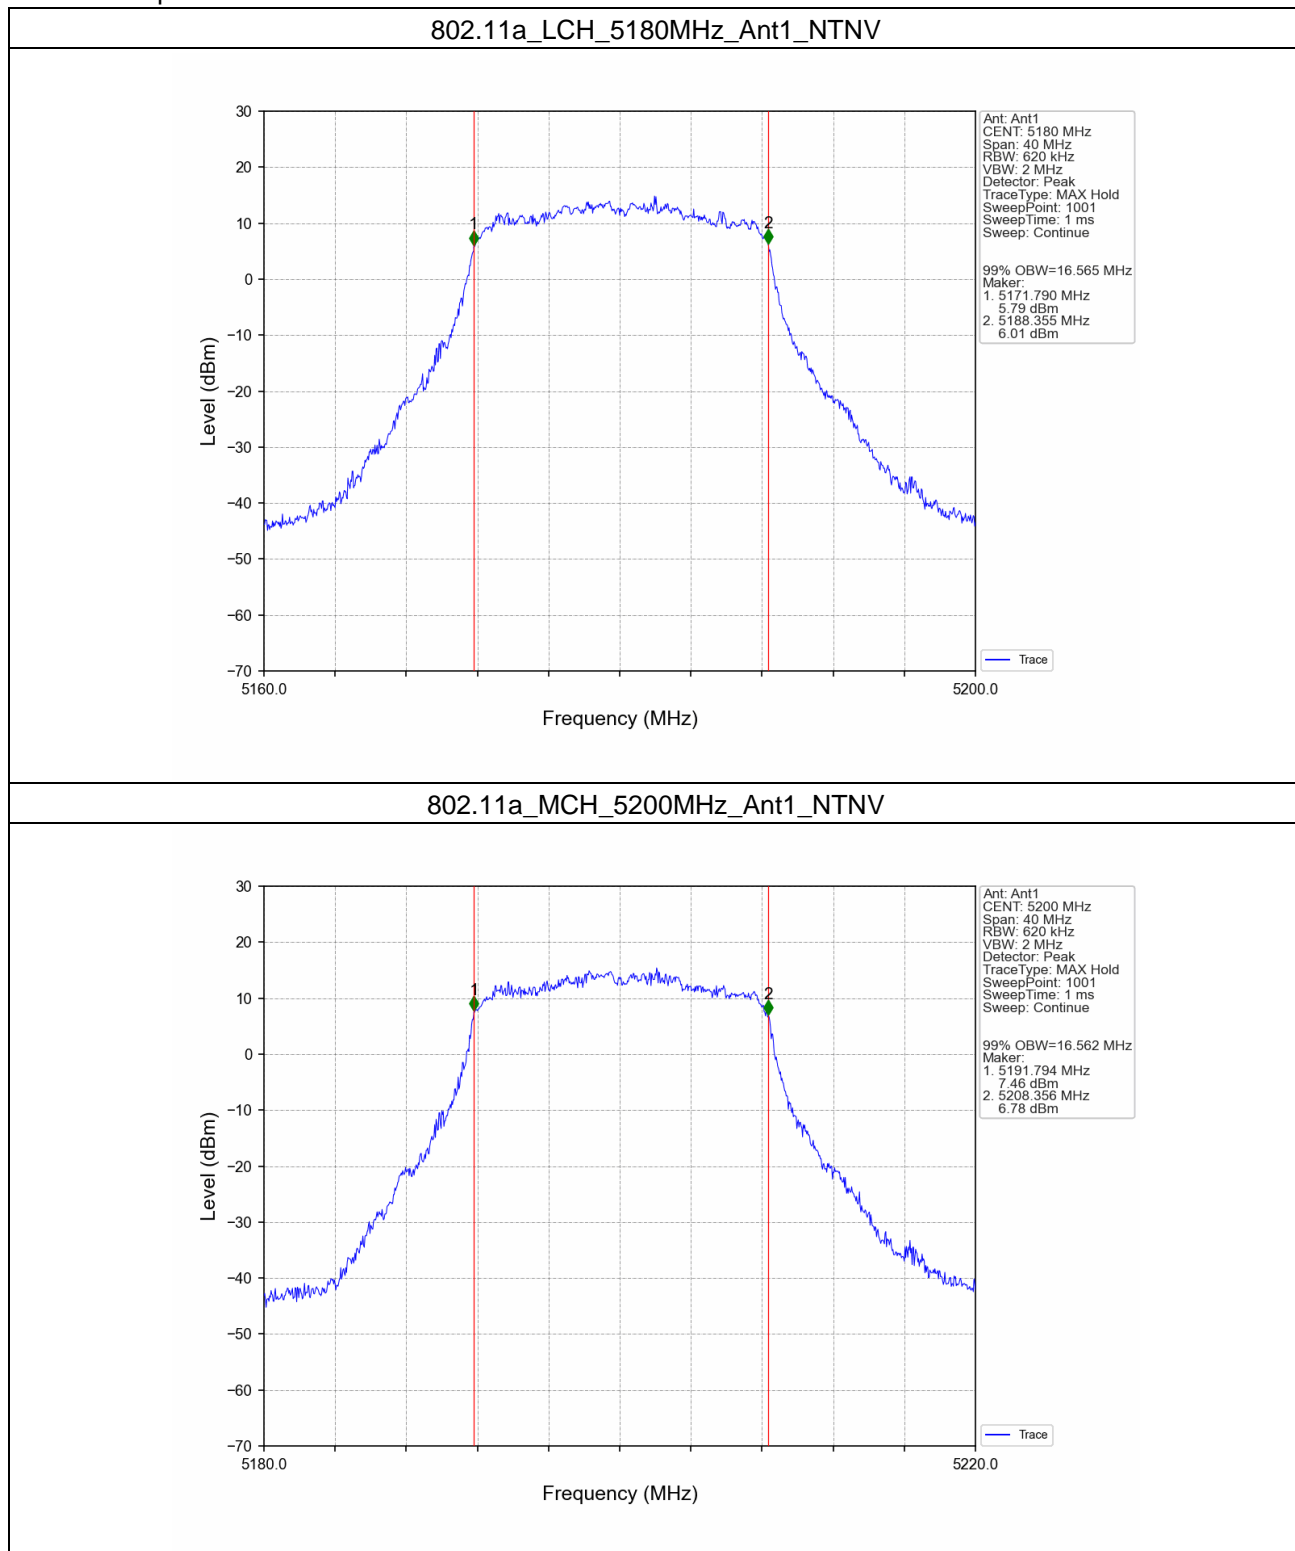 802.11a_LCH_5180MHz_Ant1_NTNV
30
20
10
0
−10
−20
−30
−40
−50
−60
−70
Level (dBm)
1
2
5160.0
5200.0
Frequency (MHz)
Ant: Ant1
CENT: 5180 MHz
Span: 40 MHz
RBW: 620 kHz
VBW: 2 MHz
Detector: Peak
TraceType: MAX Hold
SweepPoint: 1001
SweepTime: 1 ms
Sweep: Continue
99% OBW=16.565 MHz
Maker:
1. 5171.790 MHz
5.79 dBm
2. 5188.355 MHz
6.01 dBm
Trace
802.11a_MCH_5200MHz_Ant1_NTNV
30
20
10
0
−10
−20
−30
−40
−50
−60
−70
Level (dBm)
1
2
5180.0
5220.0
Frequency (MHz)
Ant: Ant1
CENT: 5200 MHz
Span: 40 MHz
RBW: 620 kHz
VBW: 2 MHz
Detector: Peak
TraceType: MAX Hold
SweepPoint: 1001
SweepTime: 1 ms
Sweep: Continue
99% OBW=16.562 MHz
Maker:
1. 5191.794 MHz
7.46 dBm
2. 5208.356 MHz
6.78 dBm
Trace